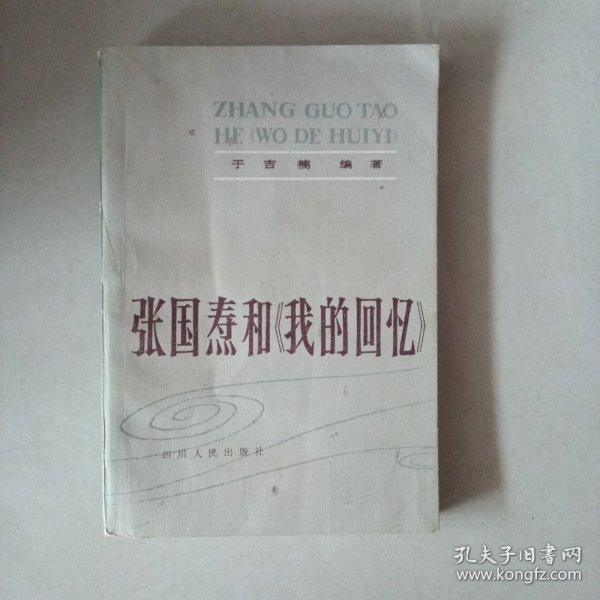 ZHANG GUO TAO
HE《WO DE HUIYI》
于吉楠 编著
张国焘和《我的回忆》
四川人民出版社
孔夫子旧书网
www.kongfz.com